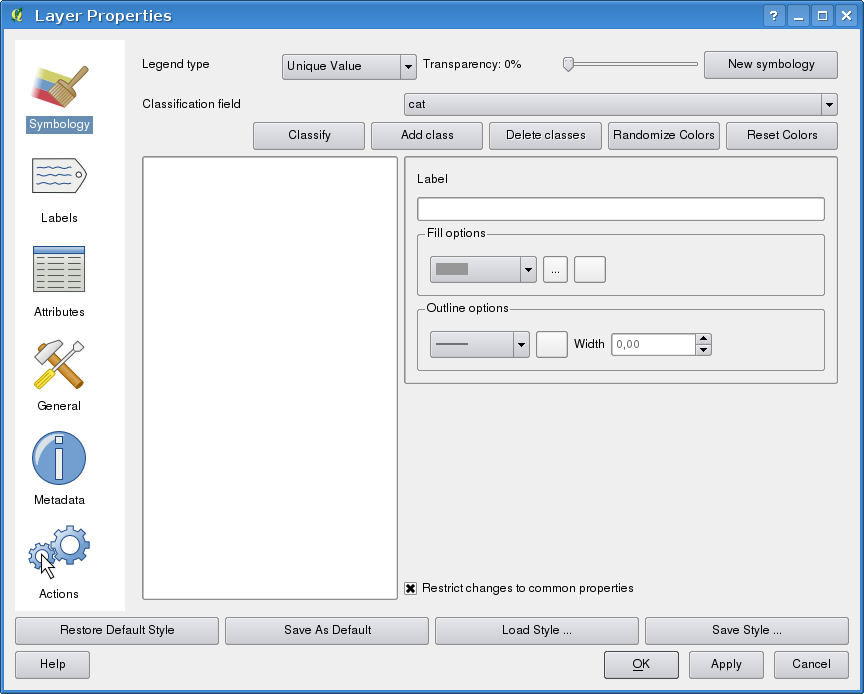 Layer Properties
?
Legend type
Unique Value
Transparency: 0%
New symbology
Classification field
cat
Classify
Add class
Delete classes
Randomize Colors
Reset Colors
Symbology
Labels
Attributes
General
Metadata
Actions
Label
Fill options
...
Outline options
Width
0,00
Restrict changes to common properties
Restore Default Style
Save As Default
Load Style ...
Save Style ...
Help
OK
Apply
Cancel